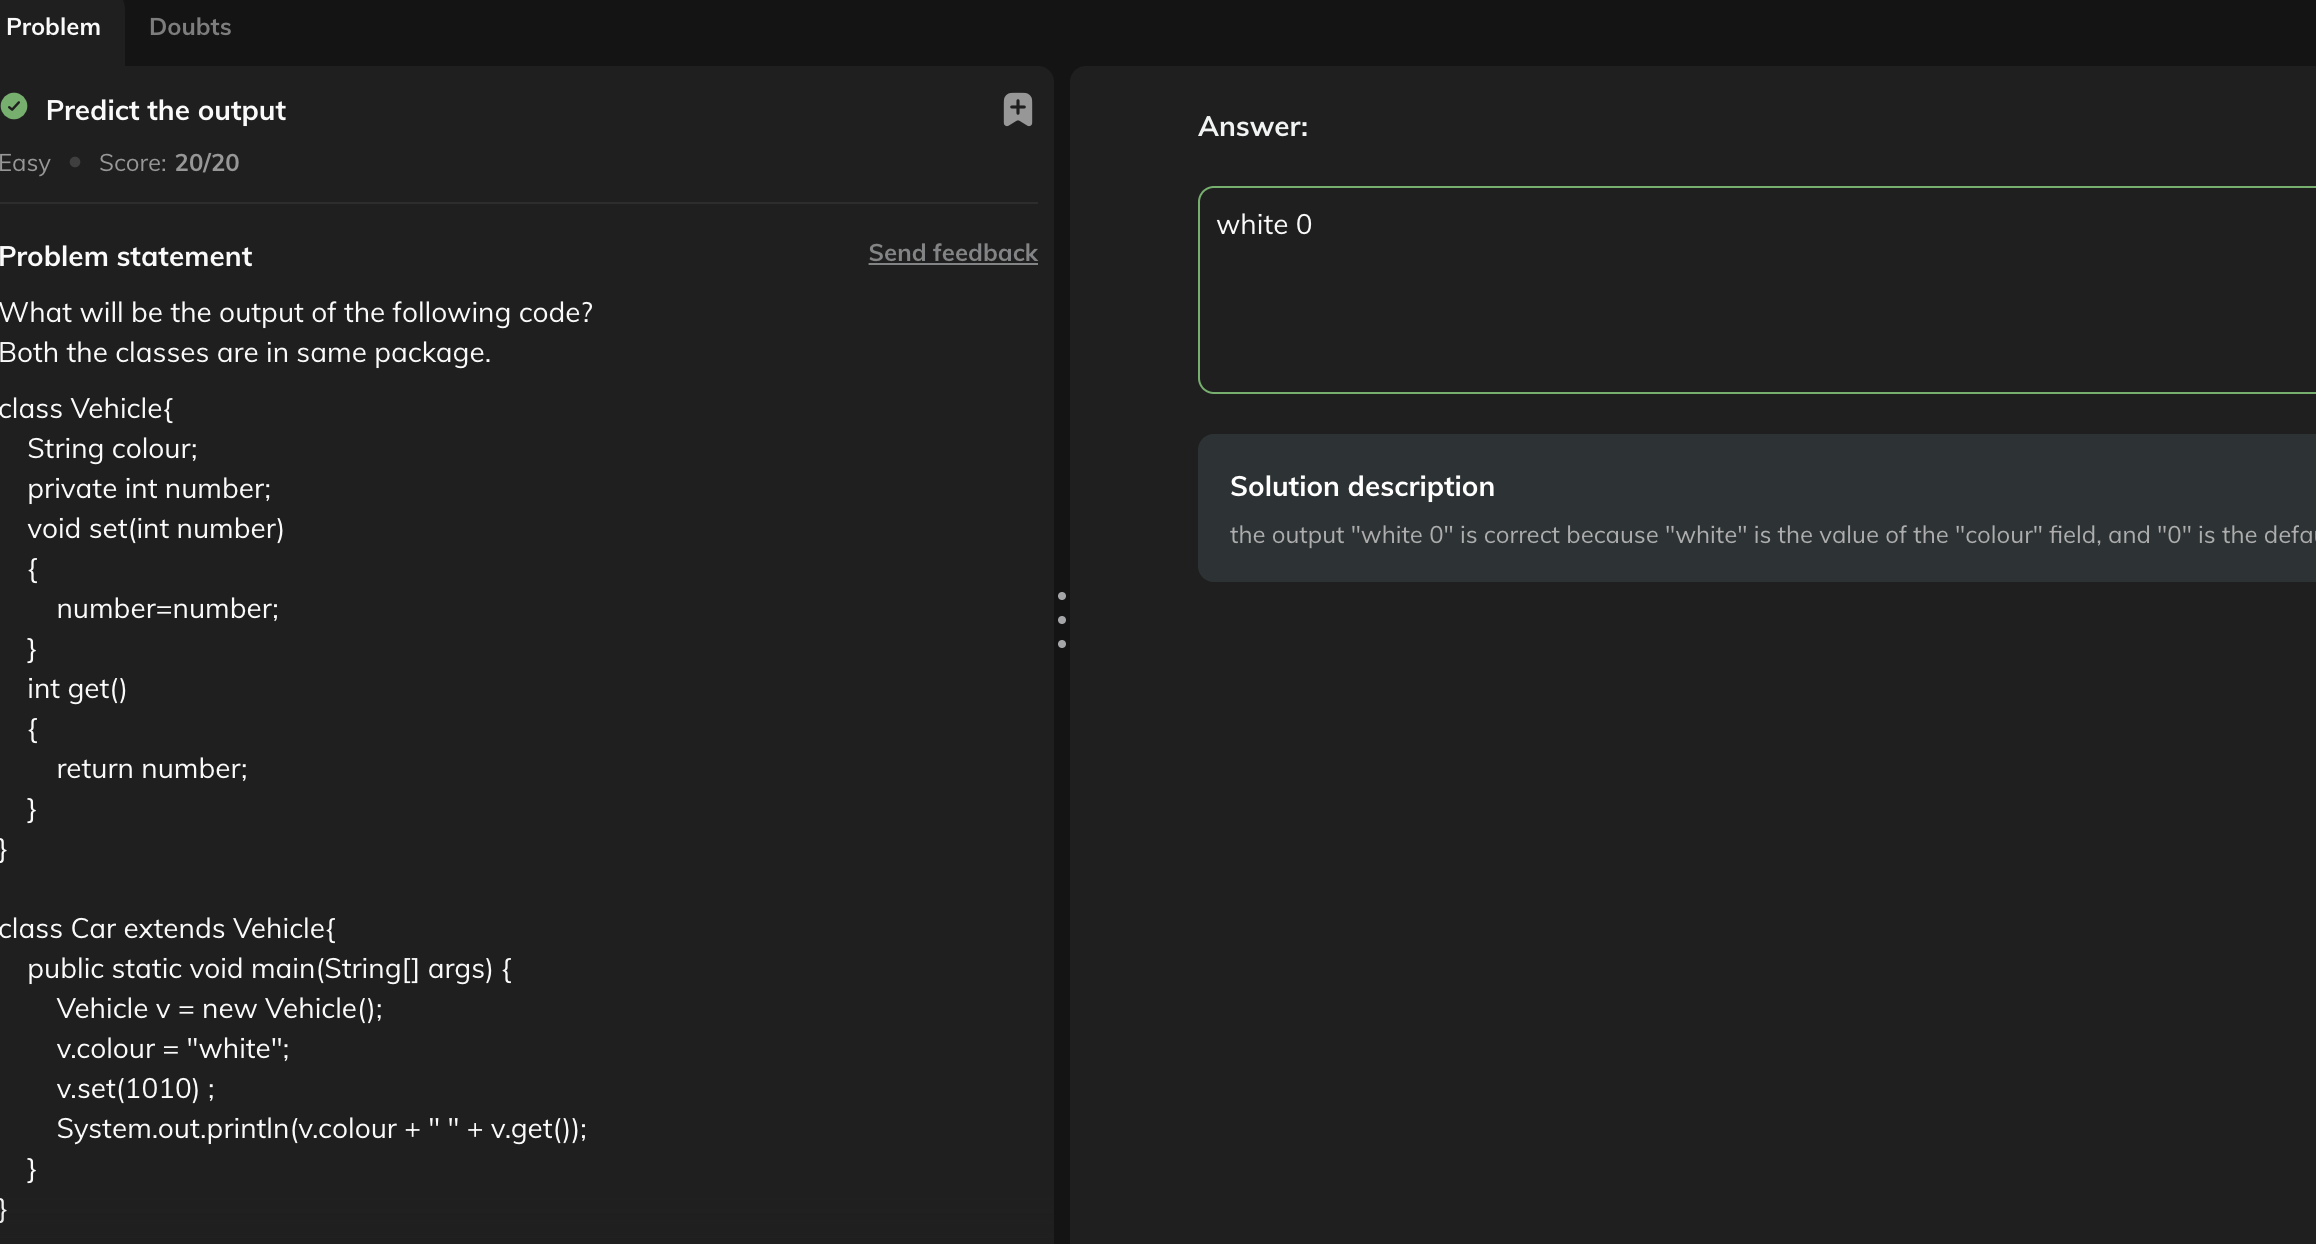 Problem
Doubts
Predict the output
Easy • Score: 20/20
Problem statement
Send feedback
What will be the output of the following code?
Both the classes are in same package.
class Vehicle{
String colour;
private int number;
void set(int number)
{
number=number;
}
int get()
{
return number;
}
}
class Car extends Vehicle{
public static void main(String[] args) {
Vehicle v = new Vehicle();
v.colour = "white";
v.set(1010) ;
System.out.println(v.colour + " " + v.get());
}
}
Answer:
white 0
Solution description
the output "white 0" is correct because "white" is the value of the "colour" field, and "0" is the